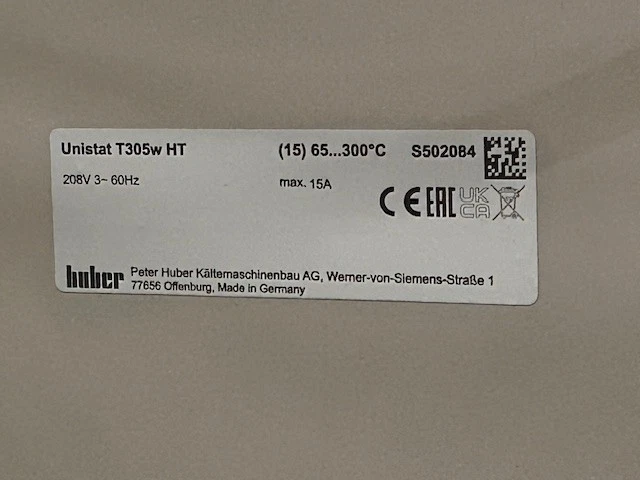 Unistat T305w HT (15) 65...300°C S502084
208V 3~ 60Hz max. 15A
CE EAC UK
CA
huber Peter Huber Kältemaschinenbau AG, Werner-von-Siemens-Straße 1
77656 Offenburg, Made in Germany